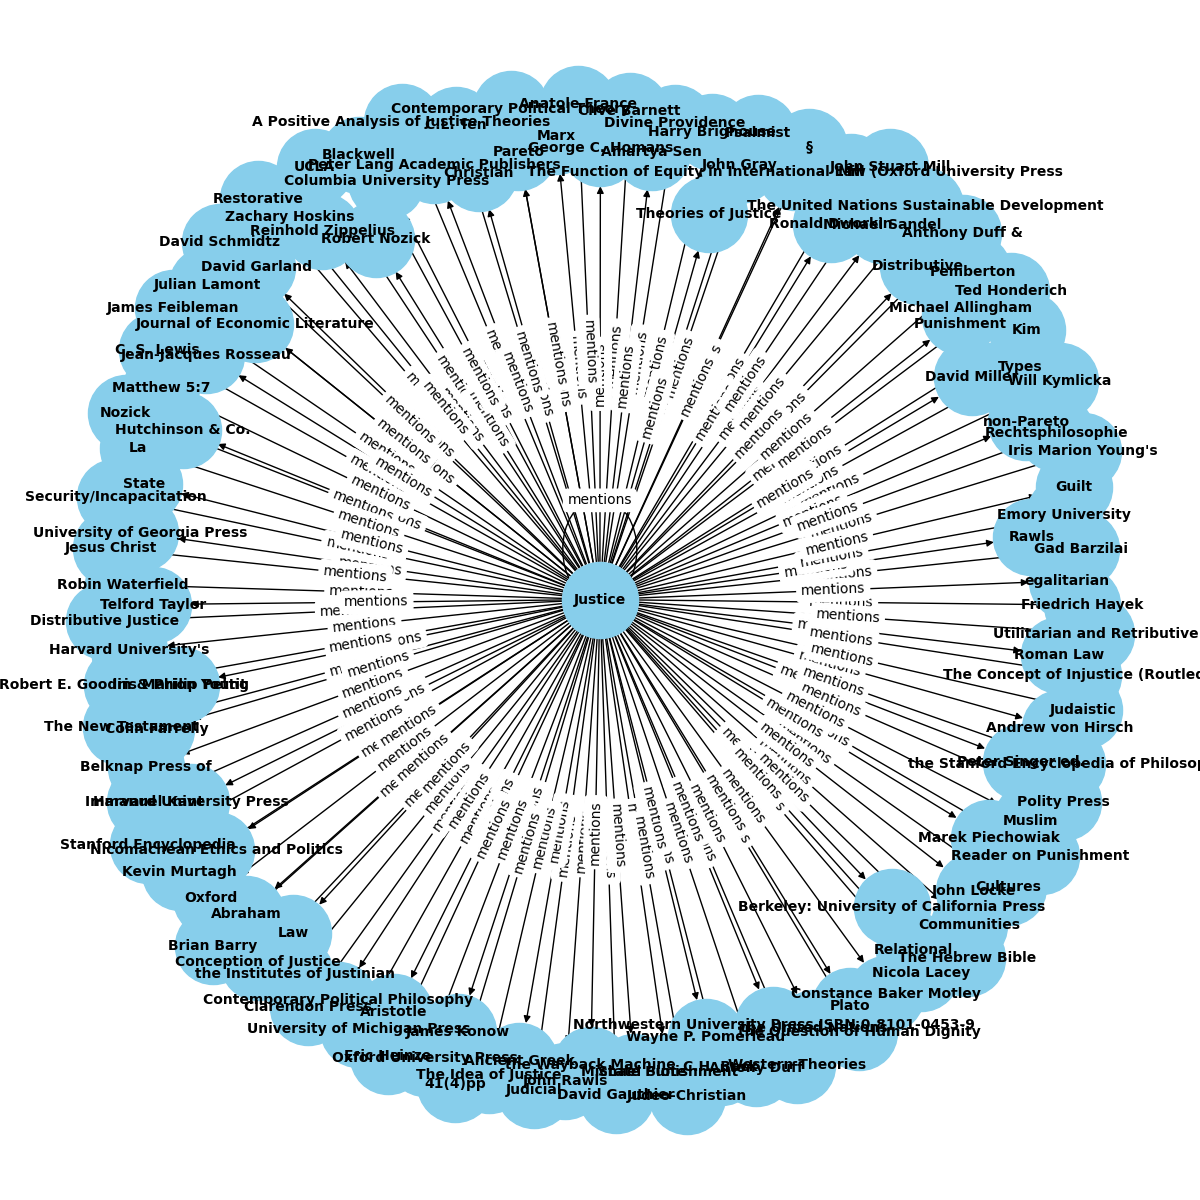 Anatole France
Contemporary Political Theory
Clive Barnett
A Positive Analysis of Justice Theories
C.L. Ten
Divine Providence
Harry Brighouse
Psalmist
Marx
George C. Homans
§
Blackwell
Pareto
Amartya Sen
UCLA
Peter Lang Academic Publishers
John Gray
John Stuart Mill
Christian
The Function of Equity in International Law (Oxford University Press
Columbia University Press
Restorative
The United Nations Sustainable Development
Zachary Hoskins
Theories of Justice
Ronald Dworkin
Michael Sandel
Reinhold Zippelius
Robert Nozick
Anthony Duff &
David Schmidtz
David Garland
Distributive
Pemberton
Julian Lamont
Ted Honderich
James Feibleman
Michael Allingham
Journal of Economic Literature
Punishment
Kim
C. S. Lewis
Jean-Jacques Rousseau
Types
David Miller
Will Kymlicka
Matthew 5:7
Nozick
non-Pareto
Hutchinson & Co.
Rechtsphilosophie
La
Iris Marion Young's
State
Guilt
Security/Incapacitation
mentions
Emory University
University of Georgia Press
Rawls
Jesus Christ
Gad Barzilai
Robin Waterfield
egalitarian
Justice
Telford Taylor
Friedrich Hayek
Distributive Justice
Utilitarian and Retributive
Harvard University's
Roman Law
The Concept of Injustice (Routled
Robert E. Goodin & Philip Pettit
Iris Marion Young
Judaistic
The New Testament
Colin Farrelly
Andrew von Hirsch
Peter Singer ed.
the Stanford Encyclopedia of Philosop
Belknap Press of
Immanuel Kant
Harvard University Press
Polity Press
Muslim
Marek Piechowiak
Stanford Encyclopedia
Nicomachean Ethics and Politics
Reader on Punishment
Kevin Murtagh
John Locke
Cultures
Oxford
Berkeley: University of California Press
Abraham
Communities
Law
Brian Barry
Relational
The Hebrew Bible
Conception of Justice
the Institutes of Justinian
Nicola Lacey
Constance Baker Motley
Contemporary Political Philosophy
Clarendon Press
Plato
Aristotle
Northwestern University Press ISBN 0-8101-0453-9
University of Michigan Press
James Konow
The Question of Human Dignity
Wayne P. Pomerleau
Eric Heinze
Oxford University Press
Ancient Greek
the Wayback Machine
Western Theories
The Idea of Justice
John Rawls
41(4)pp
Judicial
David Gauthier
Judeo-Christian